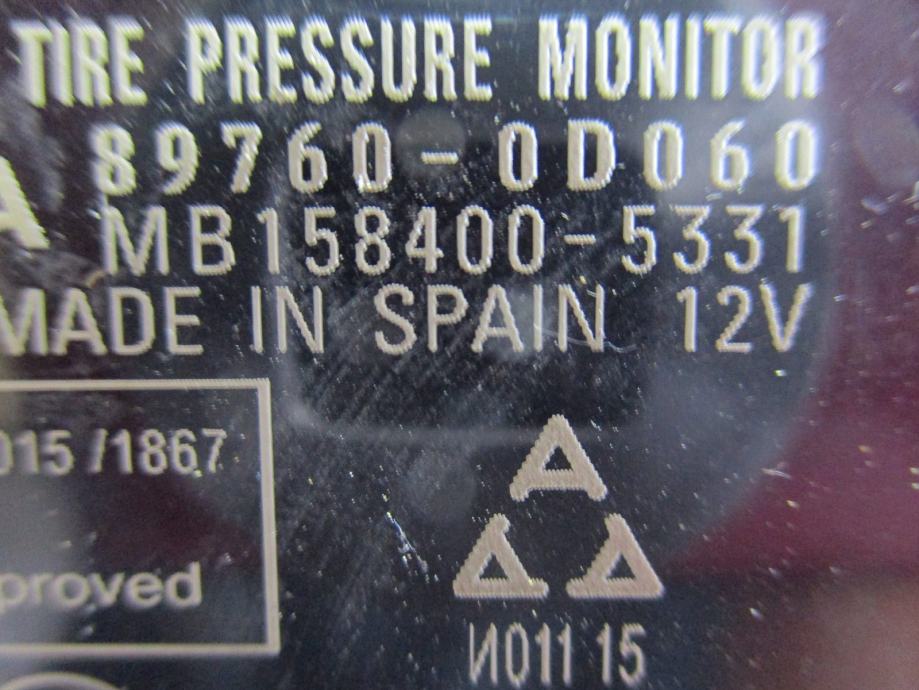 TIRE PRESSURE MONITOR
A 89760-0D060
MB158400-5331
MADE IN SPAIN 12V
015 /1867
proved
И011 15